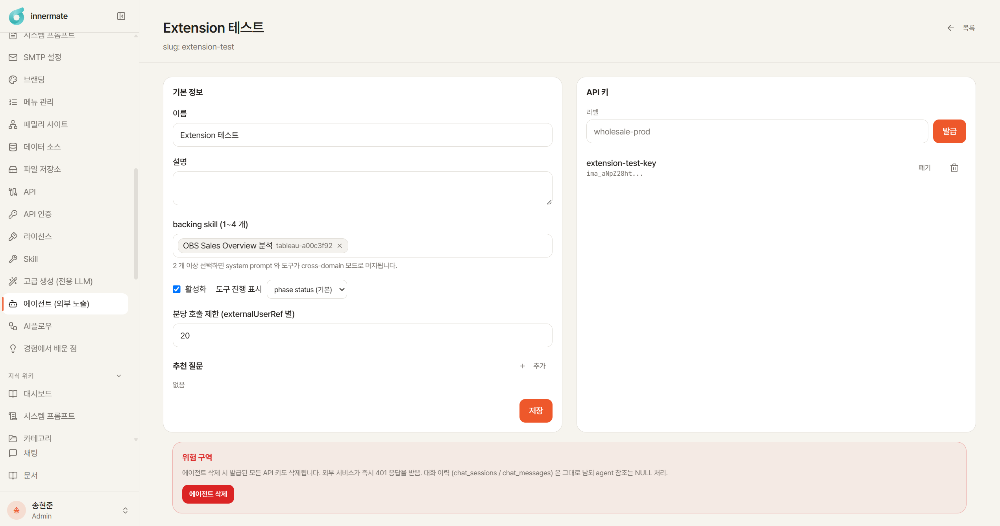 innermate
시스템 프롬프트
SMTP 설정
브랜딩
메뉴 관리
패밀리 사이트
데이터 소스
파일 저장소
API
API 인증
라이선스
Skill
고급 생성 (전용 LLM)
에이전트 (외부 노출)
AI플로우
경험에서 배운 점
지식 위키
대시보드
시스템 프롬프트
카테고리
채팅
문서
송
송현준
Admin
Extension 테스트
slug: extension-test
목록
기본 정보
이름
Extension 테스트
설명
backing skill (1~4 개)
OBS Sales Overview 분석 tableau-a00c3f92
2 개 이상 선택하면 system prompt 와 도구가 cross-domain 모드로 머지됩니다.
활성화 도구 진행 표시 phase status (기본)
분당 호출 제한 (externalUserRef 별)
20
추천 질문
추가
없음
저장
API 키
라벨
wholesale-prod
발급
extension-test-key
ima_aNpZ28ht...
폐기
위험 구역
에이전트 삭제 시 발급된 모든 API 키도 삭제됩니다. 외부 서비스가 즉시 401 응답을 받음. 대화 이력 (chat_sessions / chat_messages) 은 그대로 남되 agent 참조는 NULL 처리.
에이전트 삭제